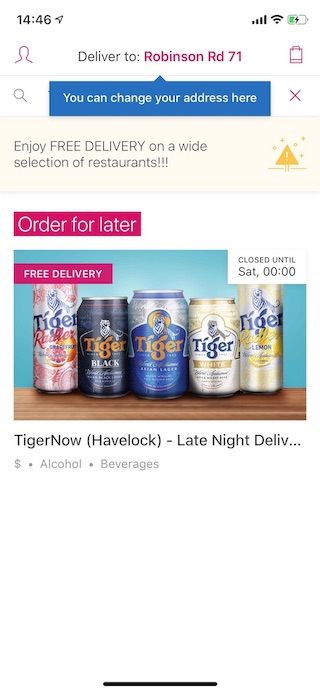 14:46
Deliver to: Robinson Rd 71
You can change your address here
Enjoy FREE DELIVERY on a wide
selection of restaurants!!!
Order for later
CLOSED UNTIL
Sat, 00:00
FREE DELIVERY
Tiger
Radler
GRAPEFRUIT
Tiger
BLACK
Tiger
ASIAN LAGER
Tiger
WHITE
Tiger
Radler
LEMON
TigerNow (Havelock) - Late Night Deliv...
$ • Alcohol • Beverages